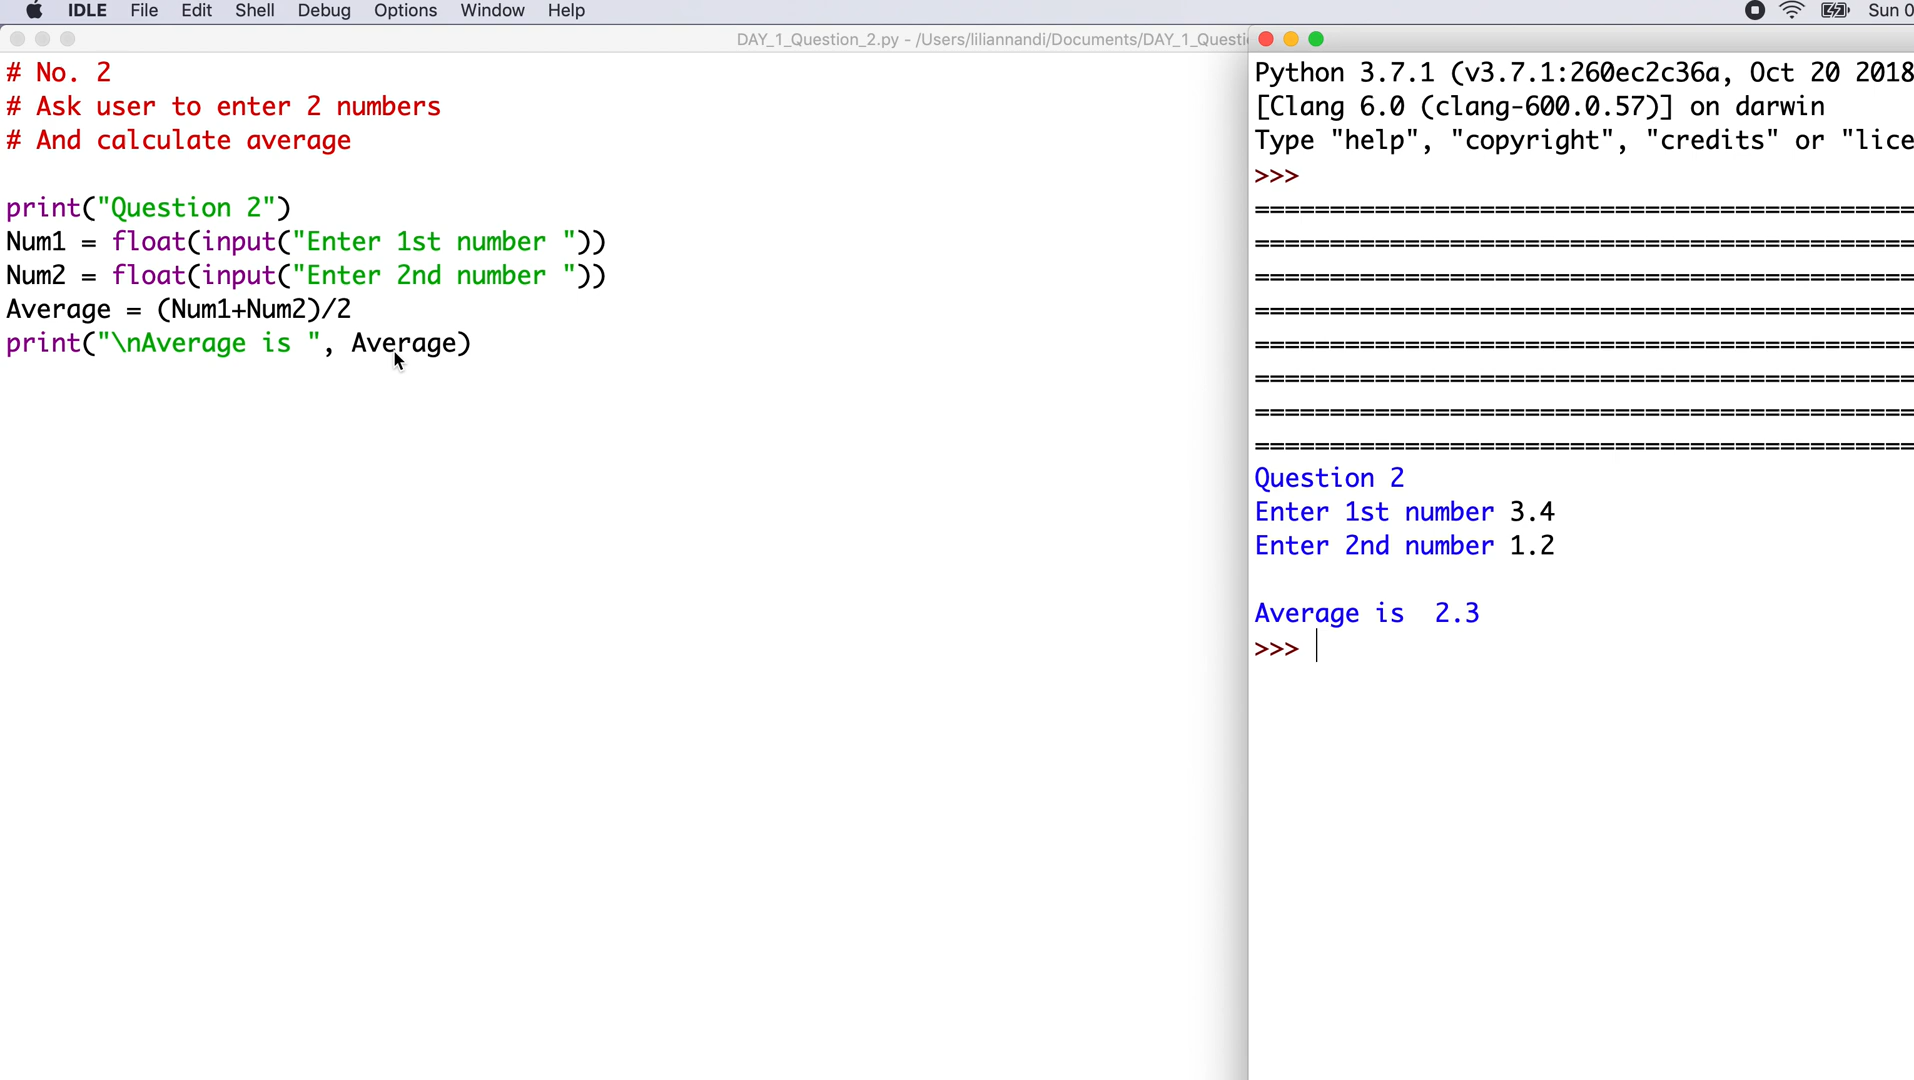 IDLE File Edit Shell Debug Options Window Help Sun 0
DAY_1_Question_2.py - /Users/liliannandi/Documents/DAY_1_Questi
# No. 2
# Ask user to enter 2 numbers
# And calculate average
print("Question 2")
Num1 = float(input("Enter 1st number "))
Num2 = float(input("Enter 2nd number "))
Average = (Num1+Num2)/2
print("\nAverage is ", Average)
Python 3.7.1 (v3.7.1:260ec2c36a, Oct 20 2018
[Clang 6.0 (clang-600.0.57)] on darwin
Type "help", "copyright", "credits" or "lice
>>>
============================================
============================================
============================================
============================================
============================================
============================================
============================================
============================================
Question 2
Enter 1st number 3.4
Enter 2nd number 1.2
Average is  2.3
>>>